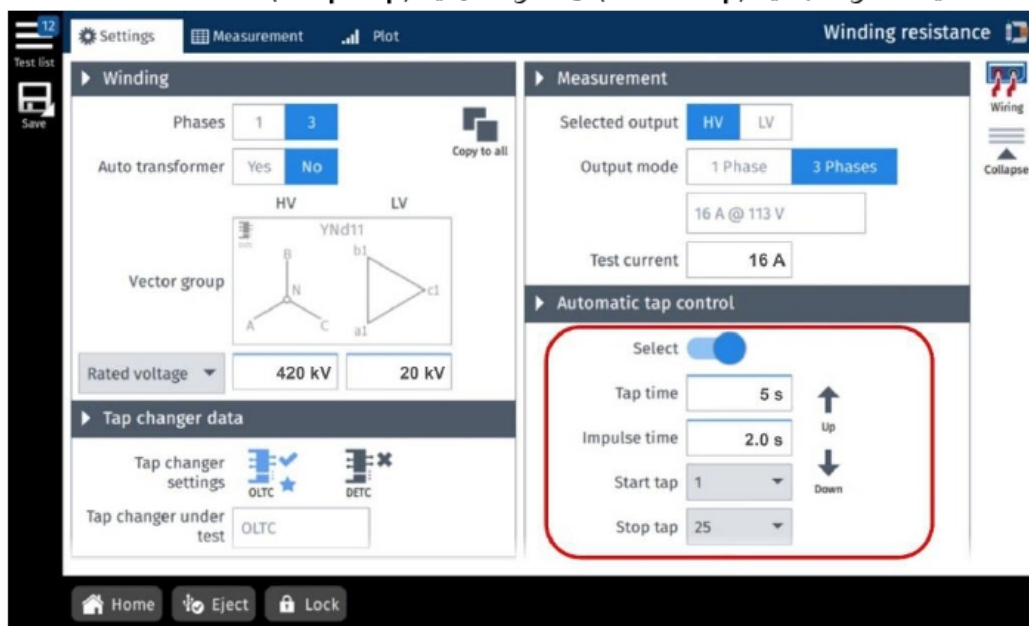 12
Test list
Save
Settings
Measurement
Plot
Winding resistance
Winding
Phases 1 3
Copy to all
Auto transformer Yes No
HV LV
YNd11
B
N
A C
b1
c1
a1
Vector group
Rated voltage 420 kV 20 kV
Tap changer data
Tap changer
settings
OLTC DETC
Tap changer under
test
OLTC
Measurement
Selected output HV LV
Output mode 1 Phase 3 Phases
16 A @ 113 V
Test current 16 A
Automatic tap control
Select
Tap time 5 s
Up
Impulse time 2.0 s
Start tap 1
Down
Stop tap 25
Wiring
Collapse
Home Eject Lock